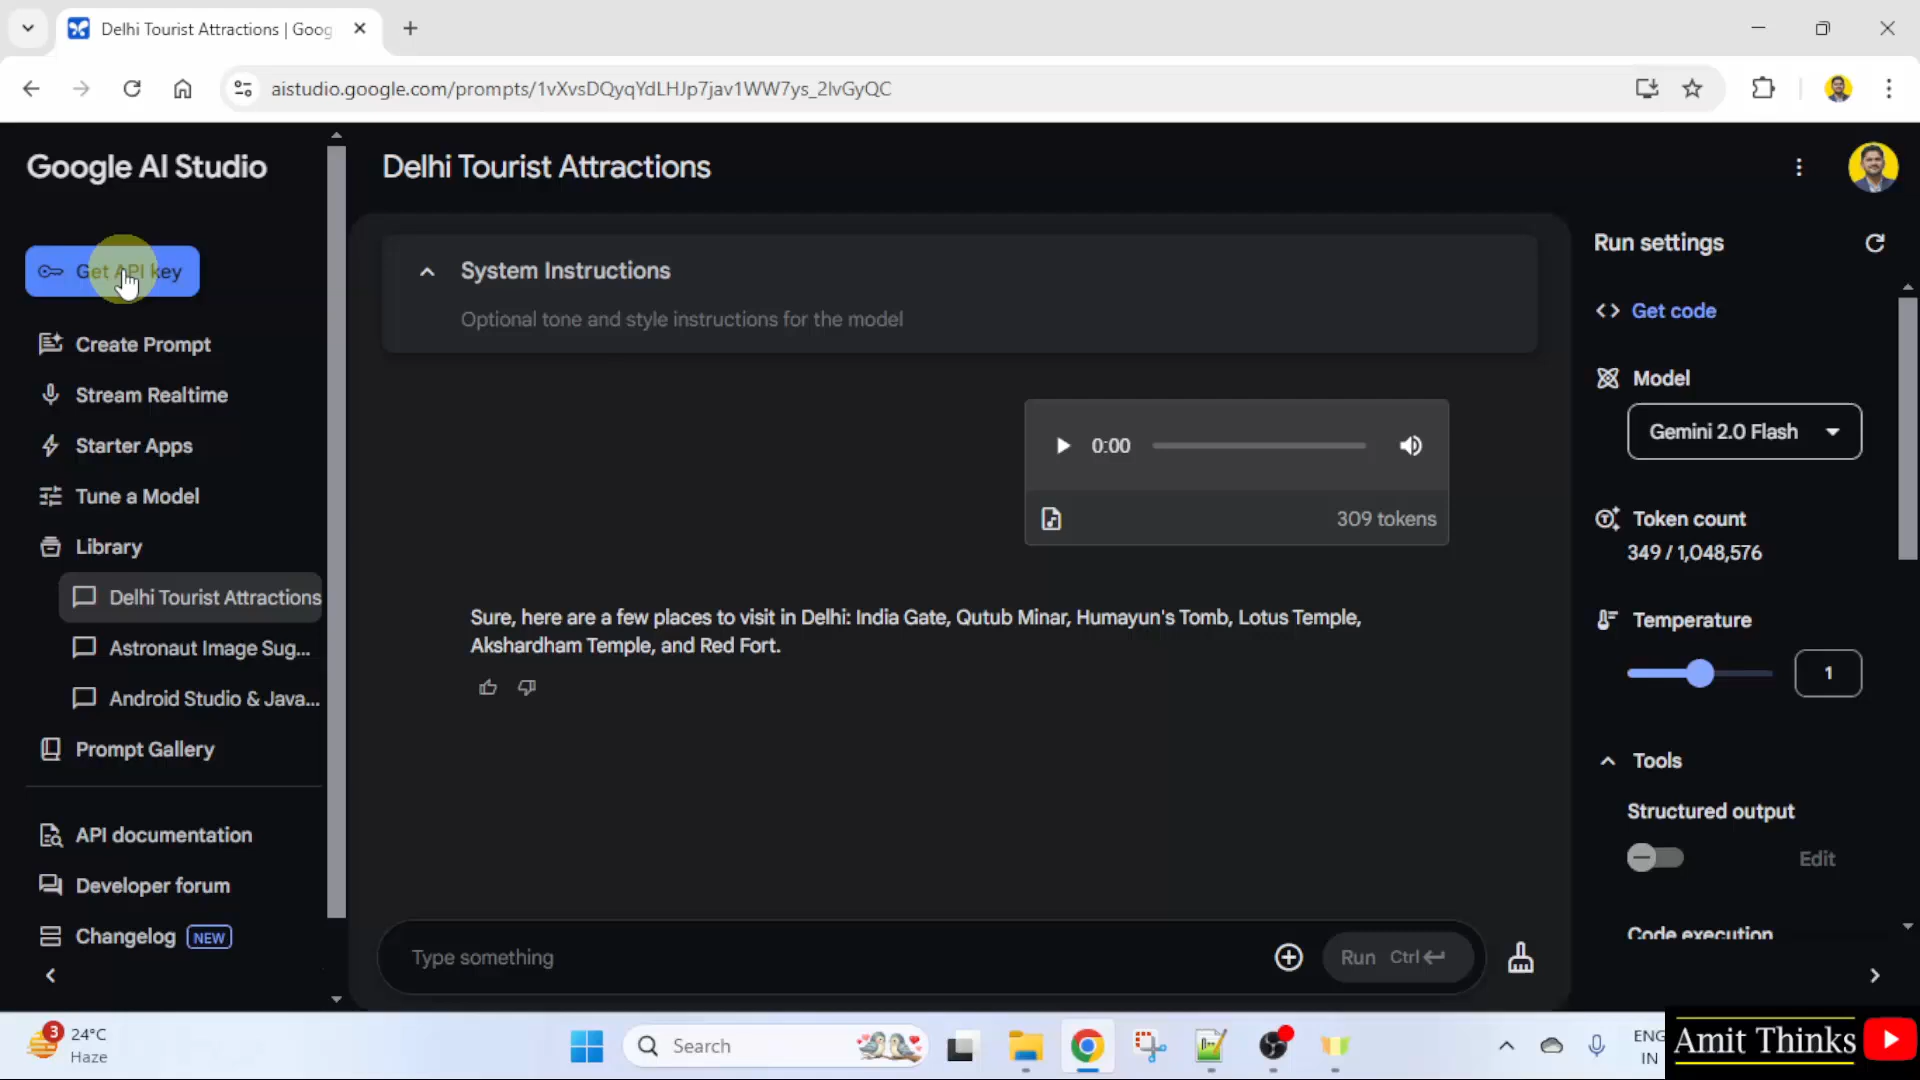 Delhi Tourist Attractions | Goog
aistudio.google.com/prompts/1vXvsDQyqYdLHJp7jav1WW7ys_2lvGyQC
Google AI Studio
Get API key
Create Prompt
Stream Realtime
Starter Apps
Tune a Model
Library
Delhi Tourist Attractions
Astronaut Image Sug...
Android Studio & Java...
Prompt Gallery
API documentation
Developer forum
Changelog NEW
Delhi Tourist Attractions
System Instructions
Optional tone and style instructions for the model
0:00
309 tokens
Sure, here are a few places to visit in Delhi: India Gate, Qutub Minar, Humayun's Tomb, Lotus Temple,
Akshardham Temple, and Red Fort.
Type something
Run Ctrl
Run settings
Get code
Model
Gemini 2.0 Flash
Token count
349 / 1,048,576
Temperature
1
Tools
Structured output
Edit
Code execution
3
24°C
Haze
Search
ENG
IN
Amit Thinks